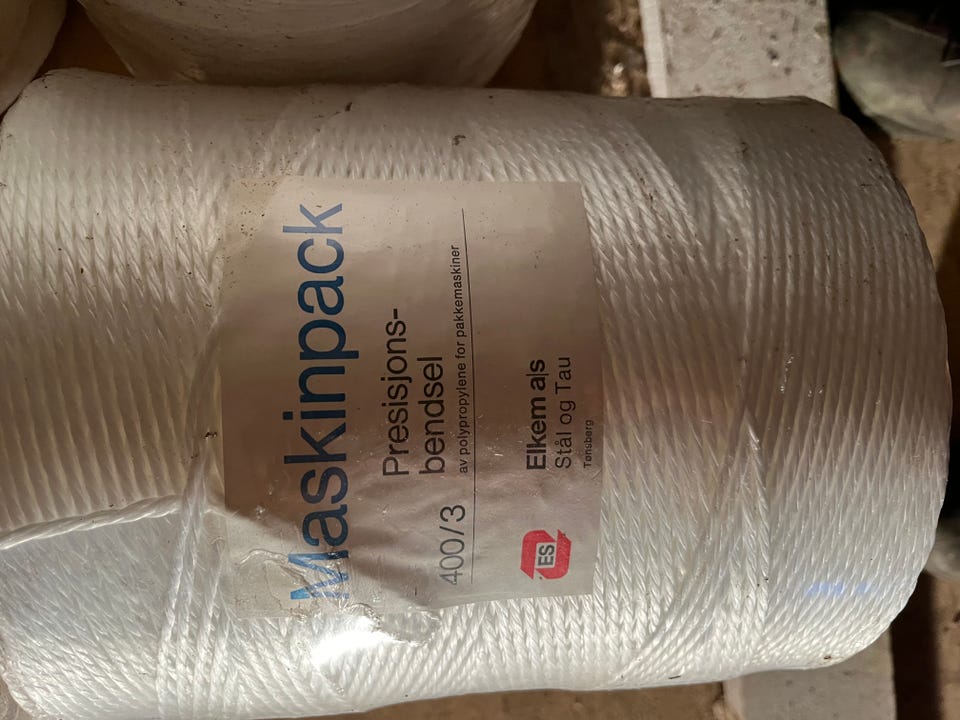 Maskinpack
Presisjons-
bendsel
400/3
av polypropylene for pakkemaskiner
ES
Elkem a|s
Stål og Tau
Tønsberg